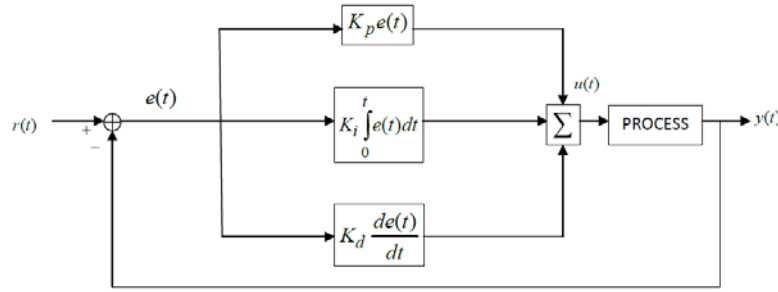 K_p e(t)
u(t)
e(t)
r(t)
+
−
K_i ∫_0^t e(t)dt
Σ
PROCESS
y(t)
K_d de(t)/dt